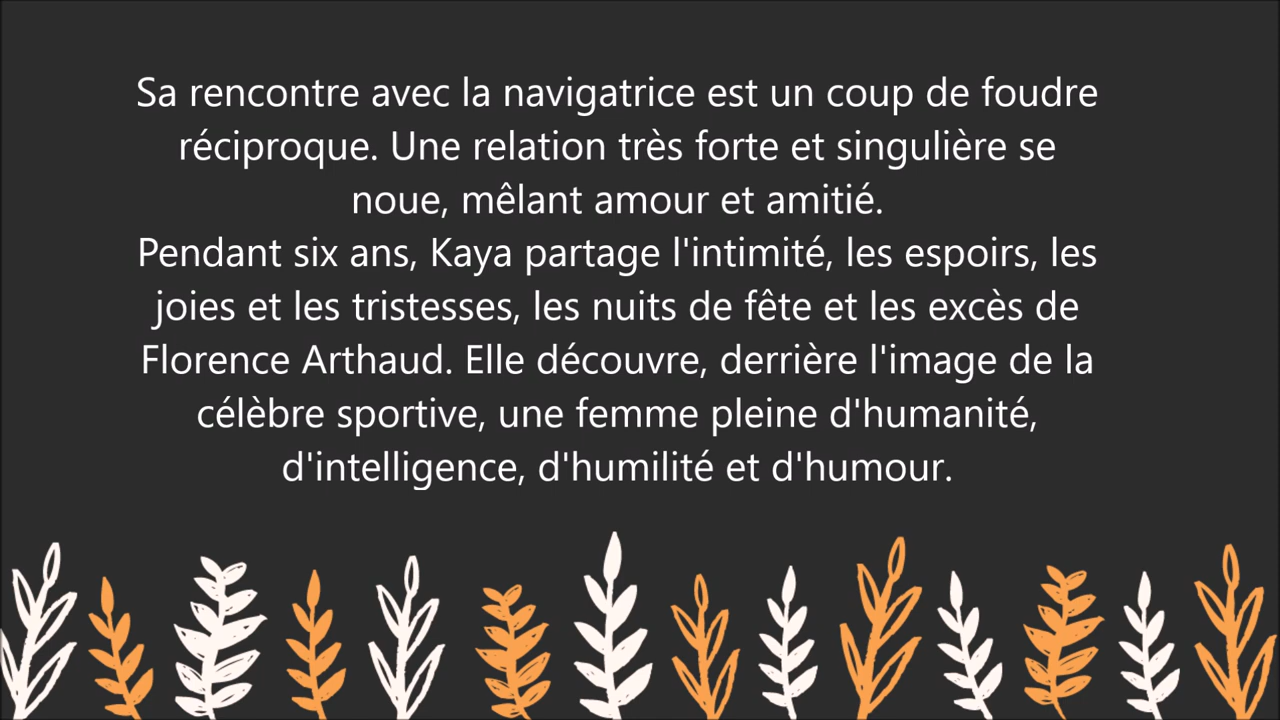 Sa rencontre avec la navigatrice est un coup de foudre
réciproque. Une relation très forte et singulière se
noue, mêlant amour et amitié.
Pendant six ans, Kaya partage l'intimité, les espoirs, les
joies et les tristesses, les nuits de fête et les excès de
Florence Arthaud. Elle découvre, derrière l'image de la
célèbre sportive, une femme pleine d'humanité,
d'intelligence, d'humilité et d'humour.